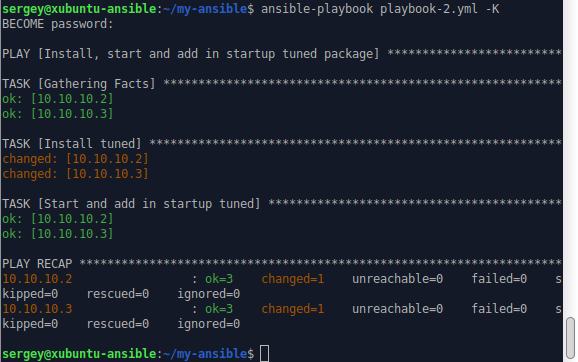 sergey@xubuntu-ansible:~/my-ansible$ ansible-playbook playbook-2.yml -K
BECOME password:
PLAY [Install, start and add in startup tuned package] **************************
TASK [Gathering Facts] **********************************************************
ok: [10.10.10.2]
ok: [10.10.10.3]
TASK [Install tuned] ************************************************************
changed: [10.10.10.2]
changed: [10.10.10.3]
TASK [Start and add in startup tuned] *******************************************
ok: [10.10.10.2]
ok: [10.10.10.3]
PLAY RECAP **********************************************************************
10.10.10.2                 : ok=3    changed=1    unreachable=0    failed=0    s
kipped=0    rescued=0    ignored=0
10.10.10.3                 : ok=3    changed=1    unreachable=0    failed=0    s
kipped=0    rescued=0    ignored=0
sergey@xubuntu-ansible:~/my-ansible$